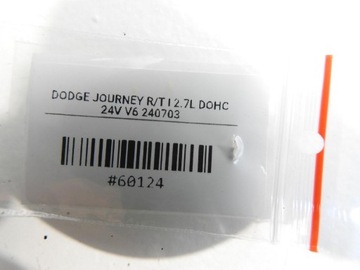 DODGE JOURNEY R/T I 2.7L DOHC
24V V6 240703
#60124